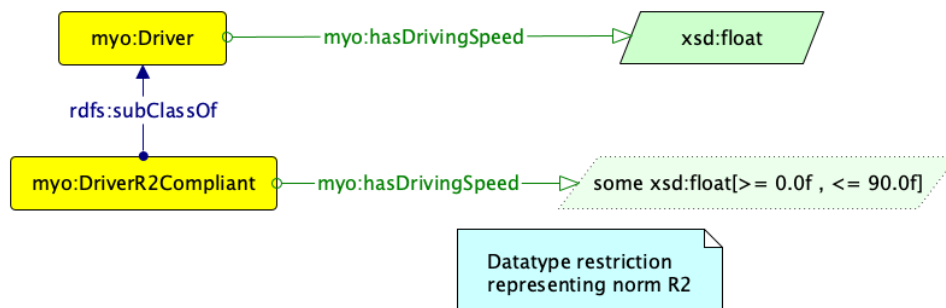 myo:Driver
myo:hasDrivingSpeed
xsd:float
rdfs:subClassOf
myo:DriverR2Compliant
myo:hasDrivingSpeed
some xsd:float[>= 0.0f , <= 90.0f]
Datatype restriction
representing norm R2